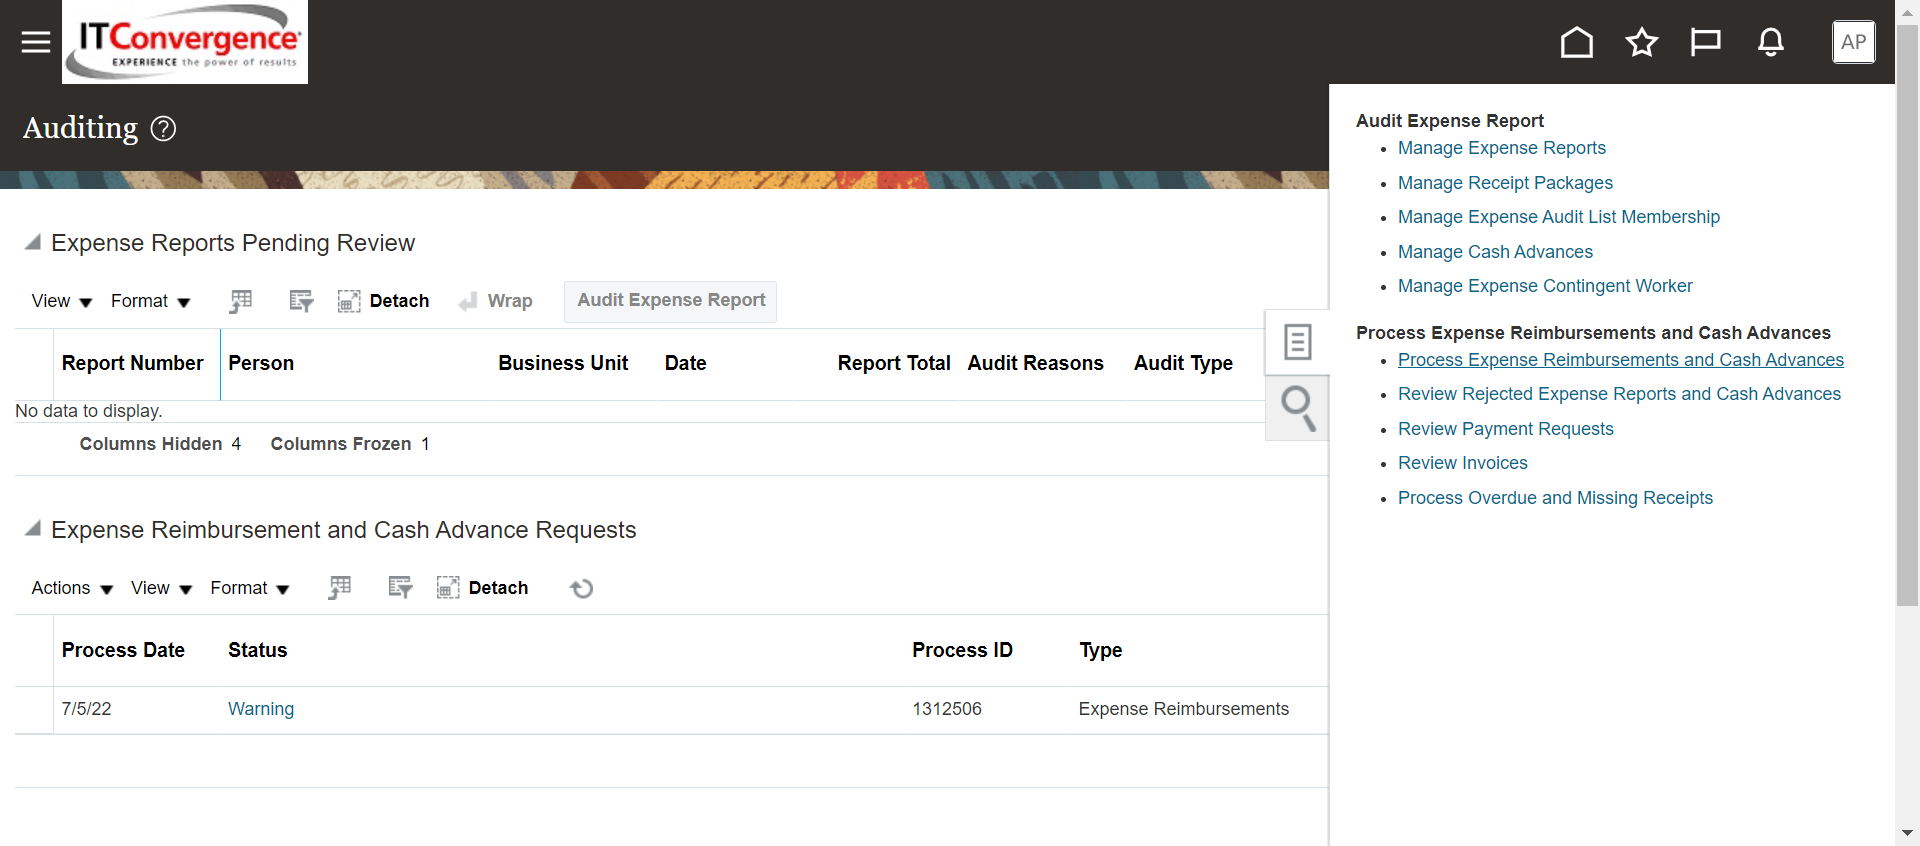 ITConvergence
EXPERIENCE the power of results
AP
Auditing ?
Audit Expense Report
Manage Expense Reports
Manage Receipt Packages
Manage Expense Audit List Membership
Manage Cash Advances
Manage Expense Contingent Worker
Process Expense Reimbursements and Cash Advances
Process Expense Reimbursements and Cash Advances
Review Rejected Expense Reports and Cash Advances
Review Payment Requests
Review Invoices
Process Overdue and Missing Receipts
Expense Reports Pending Review
View Format Detach Wrap Audit Expense Report
Report Number Person Business Unit Date Report Total Audit Reasons Audit Type
No data to display.
Columns Hidden 4 Columns Frozen 1
Expense Reimbursement and Cash Advance Requests
Actions View Format Detach
Process Date Status Process ID Type
7/5/22 Warning 1312506 Expense Reimbursements